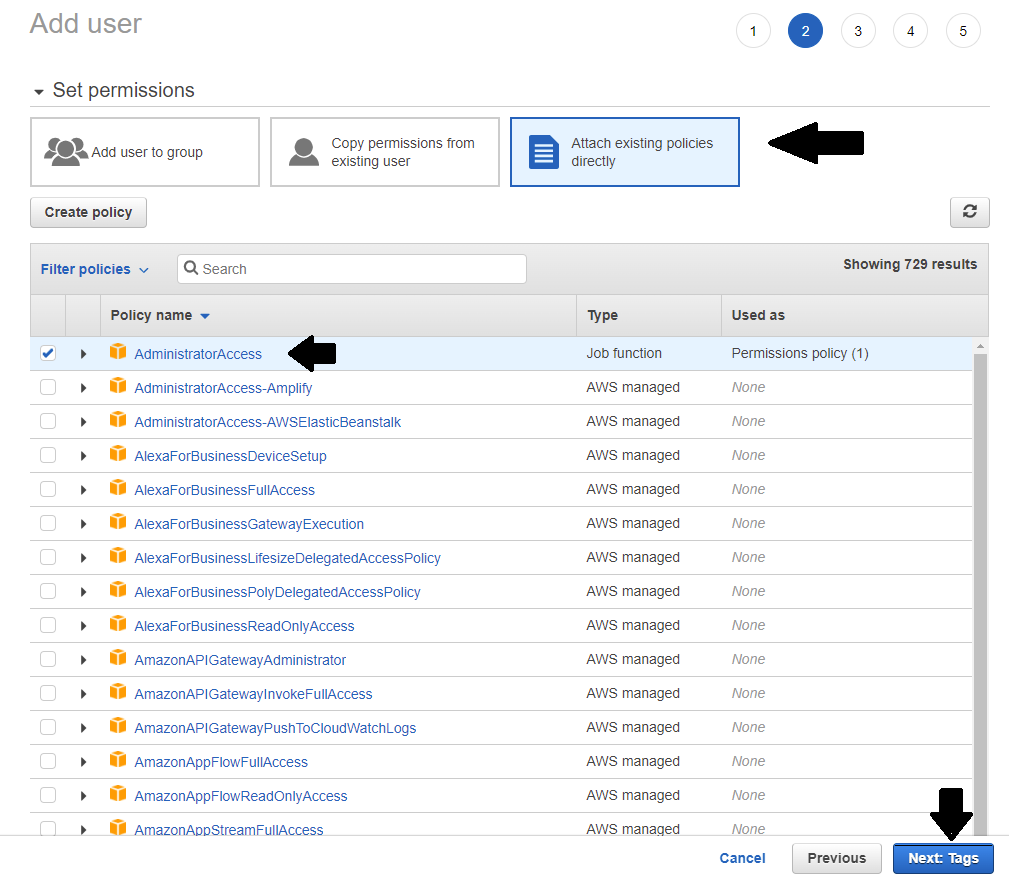 Add user
1 2 3 4 5
Set permissions
Add user to group
Copy permissions from
existing user
Attach existing policies
directly
Create policy
Filter policies Search Showing 729 results
Policy name Type Used as
AdministratorAccess Job function Permissions policy (1)
AdministratorAccess-Amplify AWS managed None
AdministratorAccess-AWSElasticBeanstalk AWS managed None
AlexaForBusinessDeviceSetup AWS managed None
AlexaForBusinessFullAccess AWS managed None
AlexaForBusinessGatewayExecution AWS managed None
AlexaForBusinessLifesizeDelegatedAccessPolicy AWS managed None
AlexaForBusinessPolyDelegatedAccessPolicy AWS managed None
AlexaForBusinessReadOnlyAccess AWS managed None
AmazonAPIGatewayAdministrator AWS managed None
AmazonAPIGatewayInvokeFullAccess AWS managed None
AmazonAPIGatewayPushToCloudWatchLogs AWS managed None
AmazonAppFlowFullAccess AWS managed None
AmazonAppFlowReadOnlyAccess AWS managed None
AmazonAppStreamFullAccess AWS managed None
Cancel Previous Next: Tags